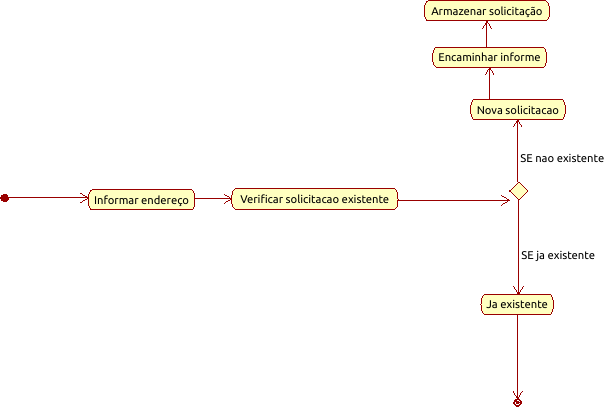 Armazenar solicitação
Encaminhar informe
Nova solicitacao
SE nao existente
Informar endereço
Verificar solicitacao existente
SE ja existente
Ja existente